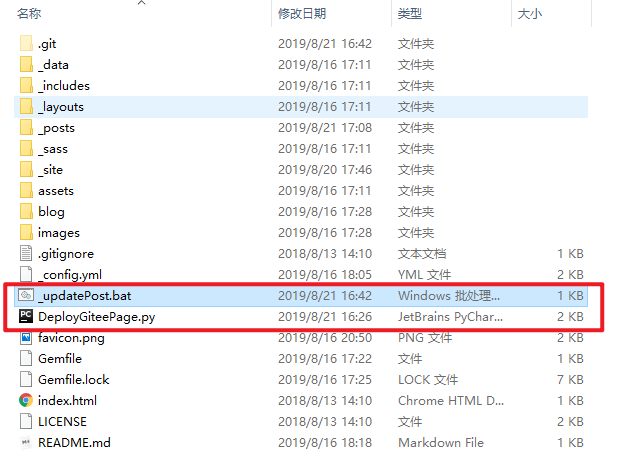 名称 修改日期 类型 大小
.git 2019/8/21 16:42 文件夹
_data 2019/8/16 17:11 文件夹
_includes 2019/8/16 17:11 文件夹
_layouts 2019/8/16 17:11 文件夹
_posts 2019/8/21 17:08 文件夹
_sass 2019/8/16 17:11 文件夹
_site 2019/8/20 17:46 文件夹
assets 2019/8/16 17:11 文件夹
blog 2019/8/16 17:28 文件夹
images 2019/8/16 17:28 文件夹
.gitignore 2018/8/13 14:10 文本文档 1 KB
_config.yml 2019/8/16 18:05 YML 文件 2 KB
_updatePost.bat 2019/8/21 16:42 Windows 批处理... 1 KB
DeployGiteePage.py 2019/8/21 16:26 JetBrains PyChar... 2 KB
favicon.png 2019/8/16 20:50 PNG 文件 2 KB
Gemfile 2019/8/16 17:22 文件 1 KB
Gemfile.lock 2019/8/16 17:25 LOCK 文件 7 KB
index.html 2018/8/13 14:10 Chrome HTML D... 1 KB
LICENSE 2018/8/13 14:10 文件 2 KB
README.md 2019/8/16 18:18 Markdown File 1 KB